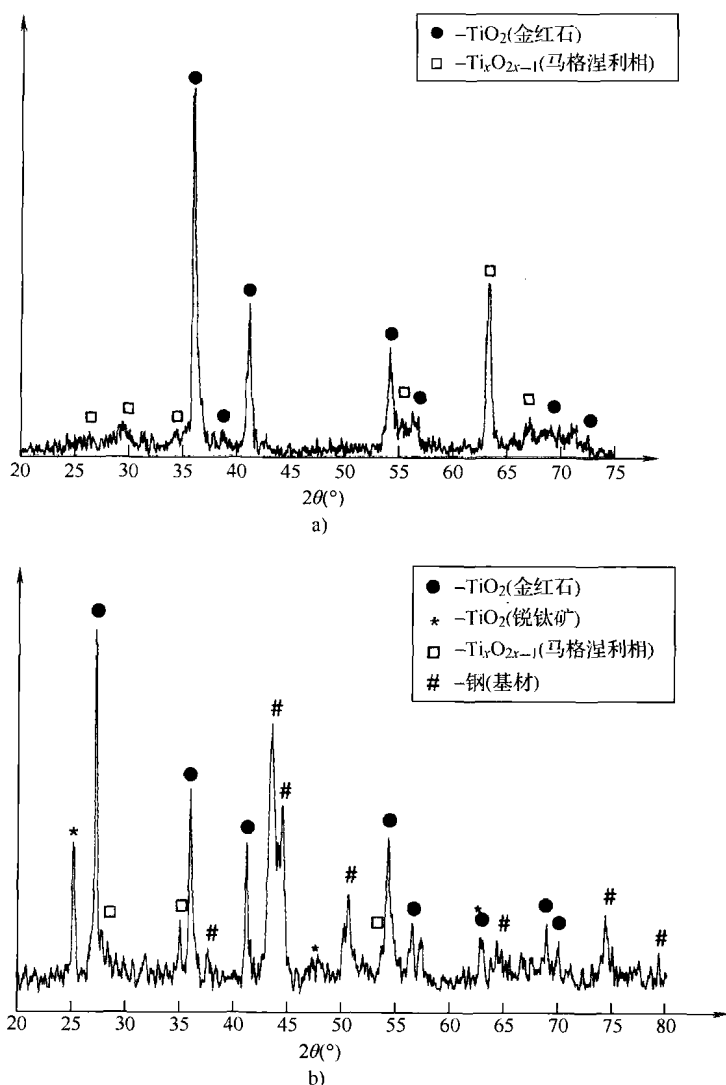 ● –TiO₂(金红石)
□ –TiₓO₂ₓ₋₁(马格涅利相)
20 25 30 35 40 45 50 55 60 65 70 75
2θ(°)
a)
● –TiO₂(金红石)
* –TiO₂(锐钛矿)
□ –TiₓO₂ₓ₋₁(马格涅利相)
# –钢(基材)
20 25 30 35 40 45 50 55 60 65 70 75 80
2θ(°)
b)